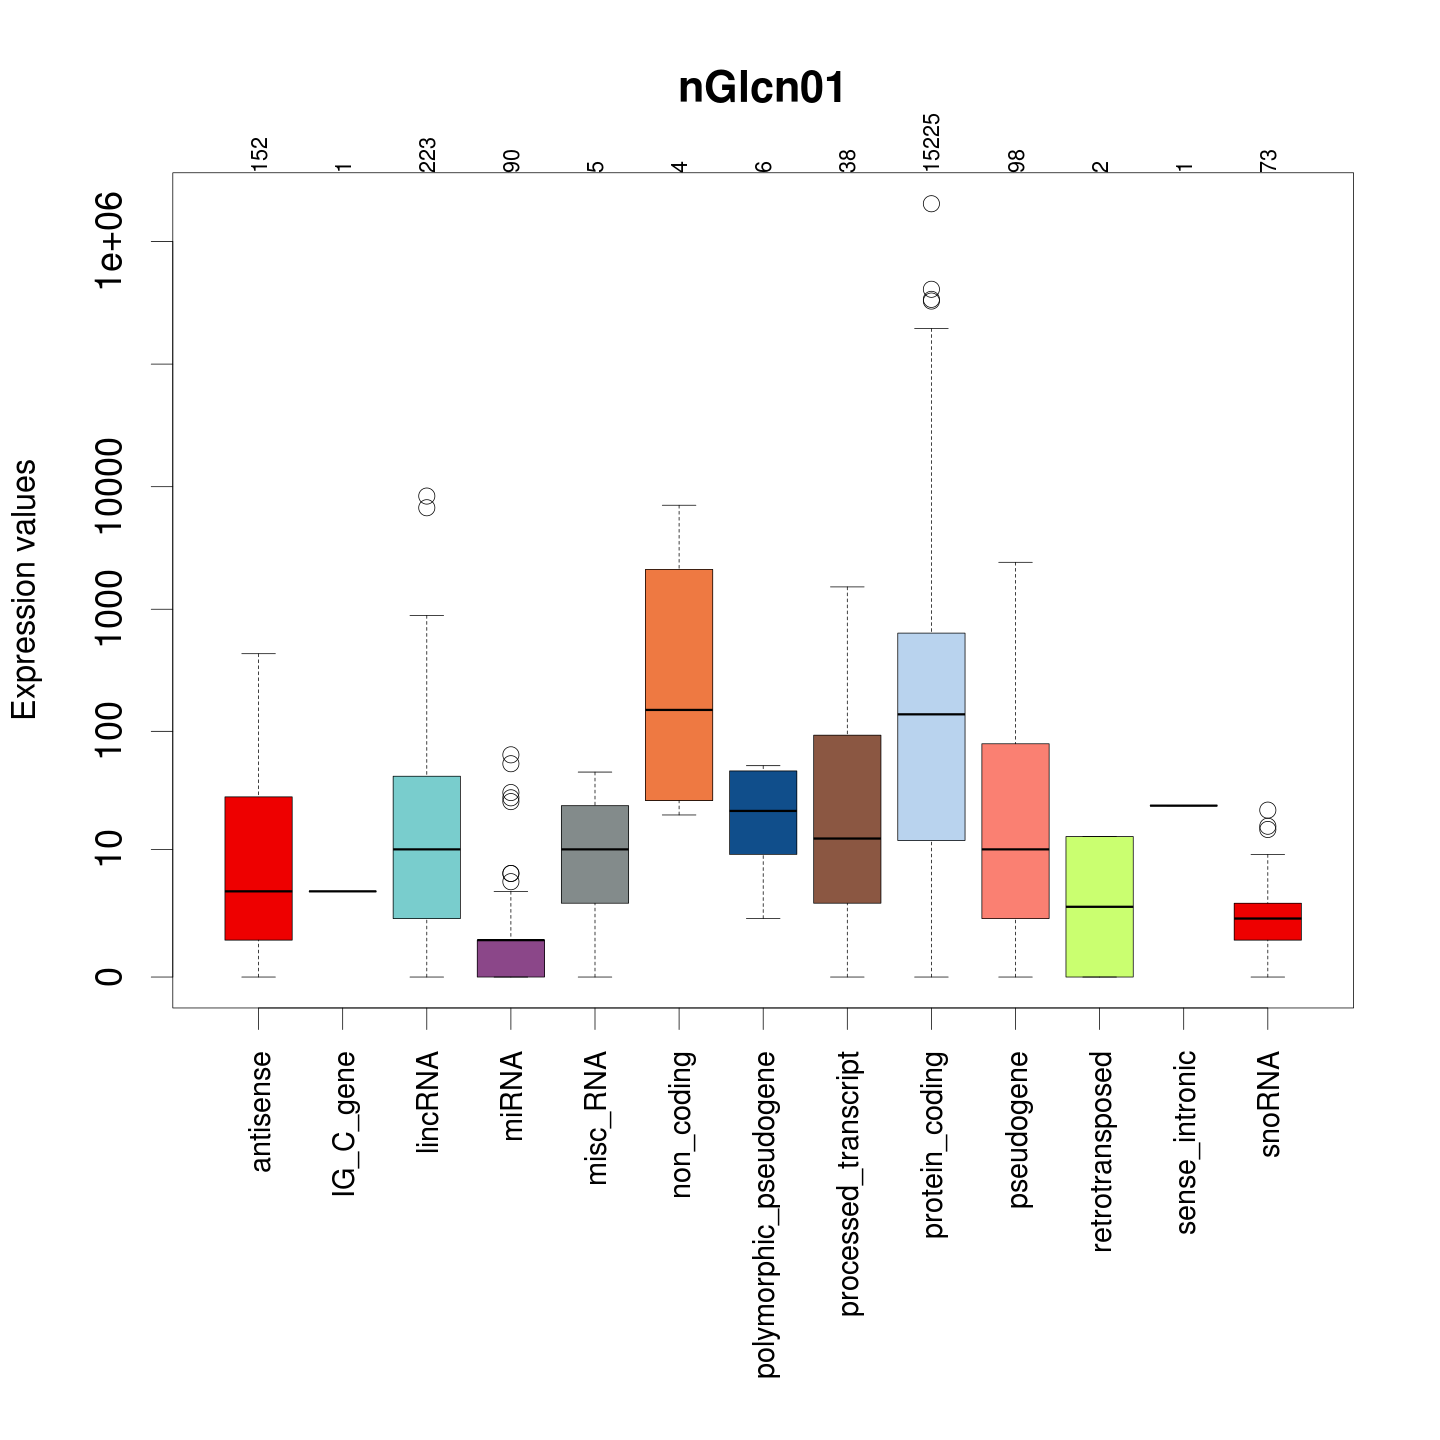 nGlcn01
152
1
223
90
5
4
6
38
15225
98
2
1
73
Expression values
1e+06
10000
1000
100
10
0
antisense
IG_C_gene
lincRNA
miRNA
misc_RNA
non_coding
polymorphic_pseudogene
processed_transcript
protein_coding
pseudogene
retrotransposed
sense_intronic
snoRNA